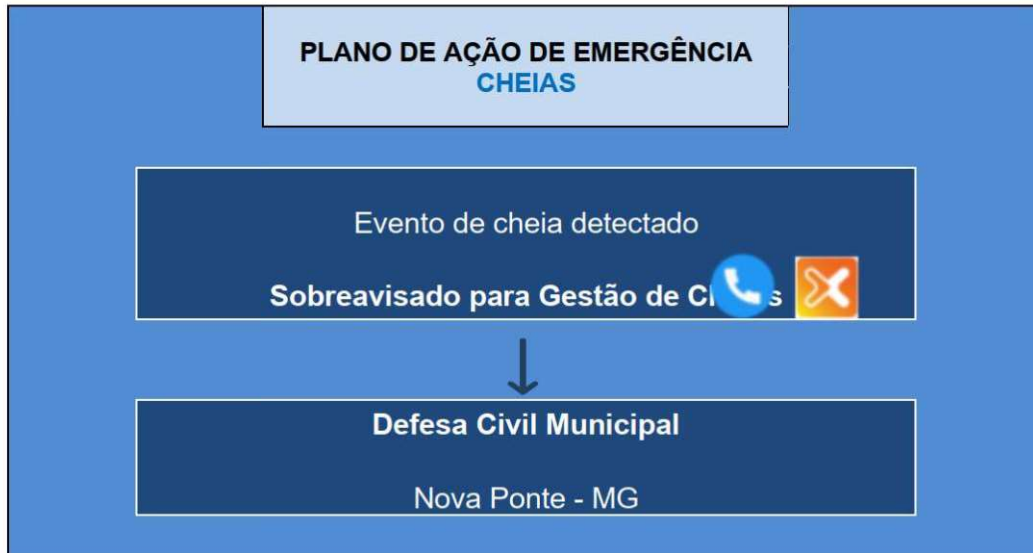 PLANO DE AÇÃO DE EMERGÊNCIA
CHEIAS
Evento de cheia detectado
Sobreavisado para Gestão de
Defesa Civil Municipal
Nova Ponte - MG